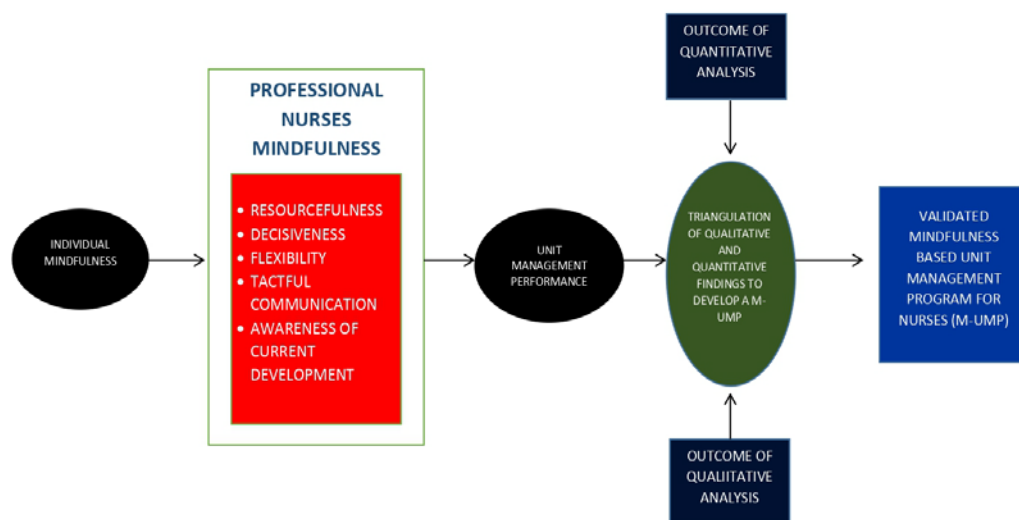 OUTCOME OF
QUANTITATIVE
ANALYSIS
PROFESSIONAL
NURSES
MINDFULNESS
• RESOURCEFULNESS
• DECISIVENESS
• FLEXIBILITY
• TACTFUL
COMMUNICATION
• AWARENESS OF
CURRENT
DEVELOPMENT
INDIVIDUAL
MINDFULNESS
UNIT
MANAGEMENT
PERFORMANCE
TRIANGULATION
OF QUALITATIVE
AND
QUANTITATIVE
FINDINGS TO
DEVELOP A M-
UMP
VALIDATED
MINDFULNESS
BASED UNIT
MANAGEMENT
PROGRAM FOR
NURSES (M-UMP)
OUTCOME OF
QUALIITATIVE
ANALYSIS